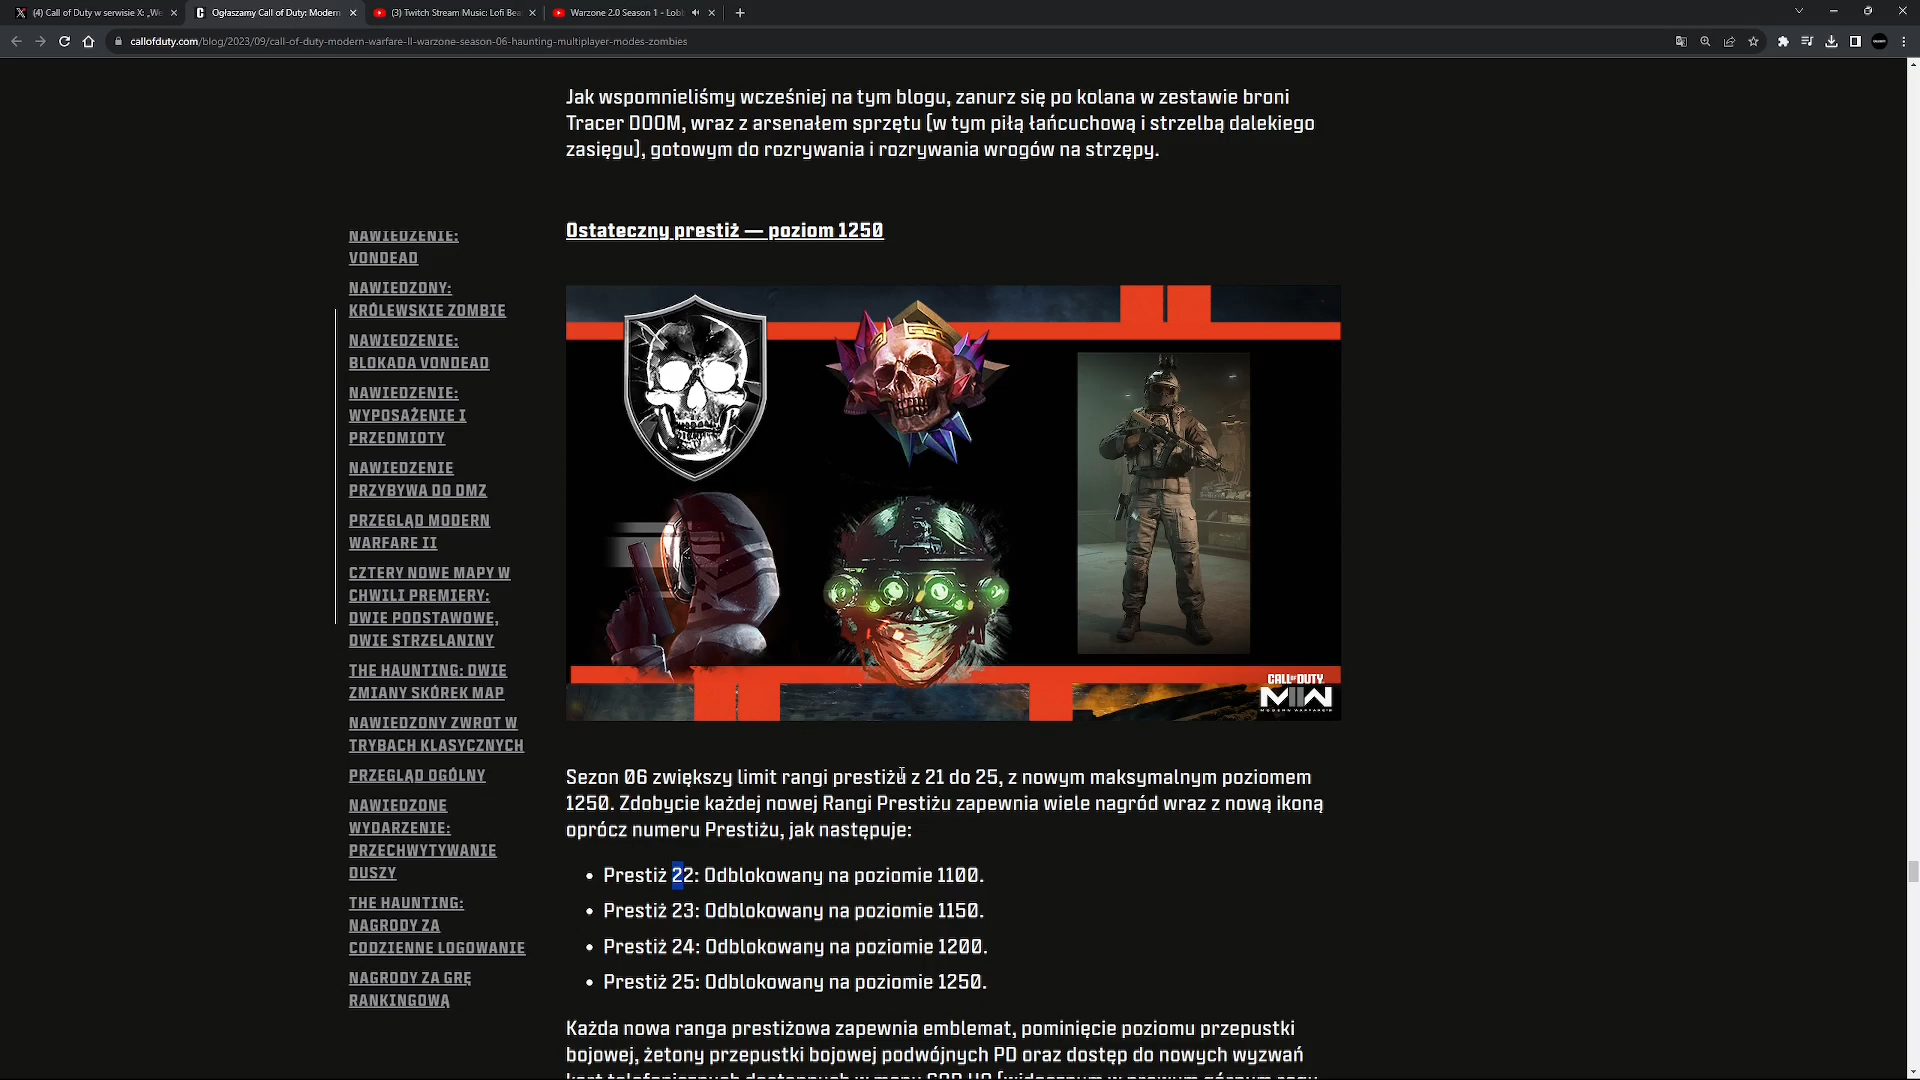 (4) Call of Duty w serwisie X: „We
Ogłaszamy Call of Duty: Modern
(3) Twitch Stream Music: Lofi Bea
Warzone 2.0 Season 1 - Lob
callofduty.com/blog/2023/09/call-of-duty-modern-warfare-II-warzone-season-06-haunting-multiplayer-modes-zombies
Jak wspomnieliśmy wcześniej na tym blogu, zanurz się po kolana w zestawie broni
Tracer DOOM, wraz z arsenałem sprzętu (w tym piłą łańcuchową i strzelbą dalekiego
zasięgu), gotowym do rozrywania i rozrywania wrogów na strzępy.
Ostateczny prestiż — poziom 1250
NAWIEDZENIE:
VONDEAD
NAWIEDZONY:
KRÓLEWSKIE ZOMBIE
NAWIEDZENIE:
BLOKADA VONDEAD
NAWIEDZENIE:
WYPOSAŻENIE I
PRZEDMIOTY
NAWIEDZENIE
PRZYBYWA DO DMZ
PRZEGLĄD MODERN
WARFARE II
CZTERY NOWE MAPY W
CHWILI PREMIERY:
DWIE PODSTAWOWE,
DWIE STRZELANINY
THE HAUNTING: DWIE
ZMIANY SKÓREK MAP
NAWIEDZONY ZWROT W
TRYBACH KLASYCZNYCH
PRZEGLĄD OGÓLNY
NAWIEDZONE
WYDARZENIE:
PRZECHWYTYWANIE
DUSZY
THE HAUNTING:
NAGRODY ZA
CODZIENNE LOGOWANIE
NAGRODY ZA GRĘ
RANKINGOWĄ
CALL OF DUTY
MWII
MODERN WARFARE II
Sezon 06 zwiększy limit rangi prestiżu z 21 do 25, z nowym maksymalnym poziomem
1250. Zdobycie każdej nowej Rangi Prestiżu zapewnia wiele nagród wraz z nową ikoną
oprócz numeru Prestiżu, jak następuje:
• Prestiż 22: Odblokowany na poziomie 1100.
• Prestiż 23: Odblokowany na poziomie 1150.
• Prestiż 24: Odblokowany na poziomie 1200.
• Prestiż 25: Odblokowany na poziomie 1250.
Każda nowa ranga prestiżowa zapewnia emblemat, pominięcie poziomu przepustki
bojowej, żetony przepustki bojowej podwójnych PD oraz dostęp do nowych wyzwań